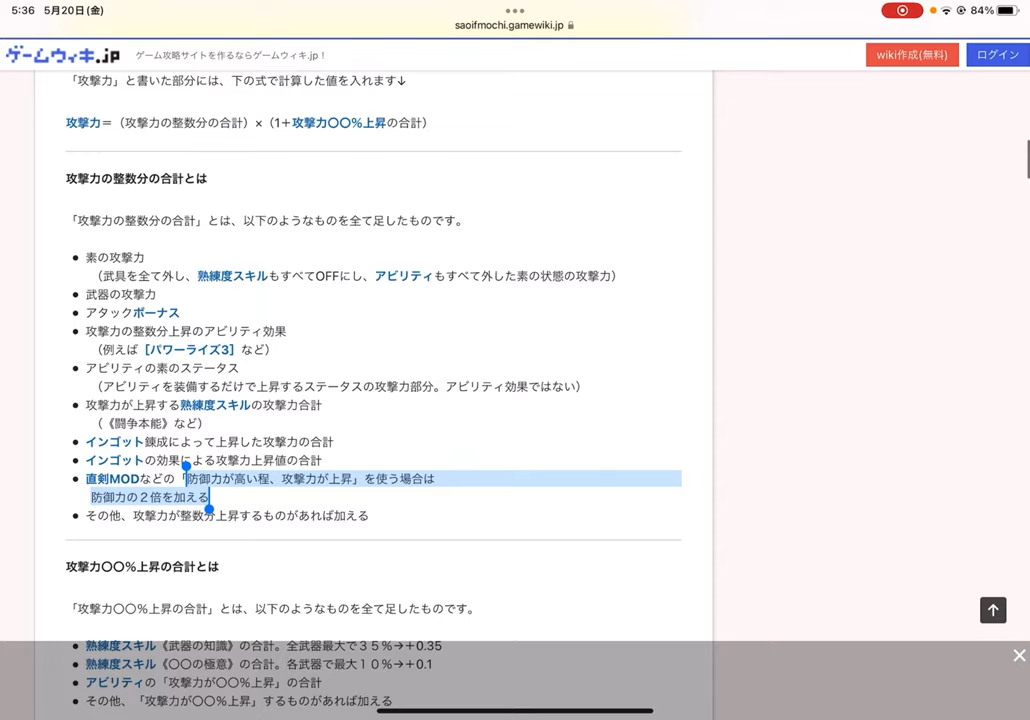 5:36 5月20日(金)
84%
saoifmochi.gamewiki.jp
ゲームウィキ.jp ゲーム攻略サイトを作るならゲームウィキ.jp！ wiki作成(無料) ログイン
「攻撃力」と書いた部分には、下の式で計算した値を入れます↓
攻撃力＝（攻撃力の整数分の合計）×（1＋攻撃力〇〇％上昇の合計）
攻撃力の整数分の合計とは
「攻撃力の整数分の合計」とは、以下のようなものを全て足したものです。
● 素の攻撃力
（武具を全て外し、熟練度スキルもすべてOFFにし、アビリティもすべて外した素の状態の攻撃力）
● 武器の攻撃力
● アタックボーナス
● 攻撃力の整数分上昇のアビリティ効果
（例えば［パワーライズ3］など）
● アビリティの素のステータス
（アビリティを装備するだけで上昇するステータスの攻撃力部分。アビリティ効果ではない）
● 攻撃力が上昇する熟練度スキルの攻撃力合計
（《闘争本能》など）
● インゴット錬成によって上昇した攻撃力の合計
● インゴットの効果による攻撃力上昇値の合計
● 直剣MODなどの「防御力が高い程、攻撃力が上昇」を使う場合は
防御力の２倍を加える
● その他、攻撃力が整数分上昇するものがあれば加える
攻撃力〇〇％上昇の合計とは
「攻撃力〇〇％上昇の合計」とは、以下のようなものを全て足したものです。
● 熟練度スキル《武器の知識》の合計。全武器最大で３５％→＋0.35
● 熟練度スキル《〇〇の極意》の合計。各武器で最大１０％→＋0.1
● アビリティの「攻撃力が〇〇％上昇」の合計
● その他、「攻撃力が〇〇％上昇」するものがあれば加える